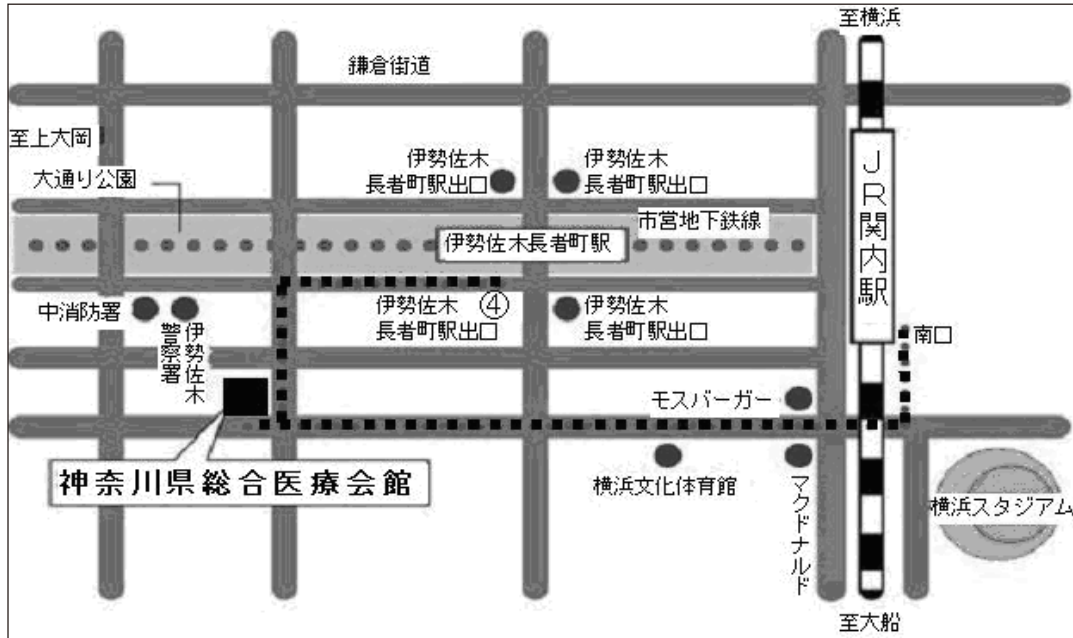 至横浜
鎌倉街道
至上大岡
大通り公園
伊勢佐木
長者町駅出口
伊勢佐木
長者町駅出口
市営地下鉄線
伊勢佐木長者町駅
JR関内駅
中消防署
伊勢佐木
警察署
伊勢佐木
長者町駅出口
④
伊勢佐木
長者町駅出口
南口
モスバーガー
神奈川県総合医療会館
横浜文化体育館
マクドナルド
横浜スタジアム
至大船